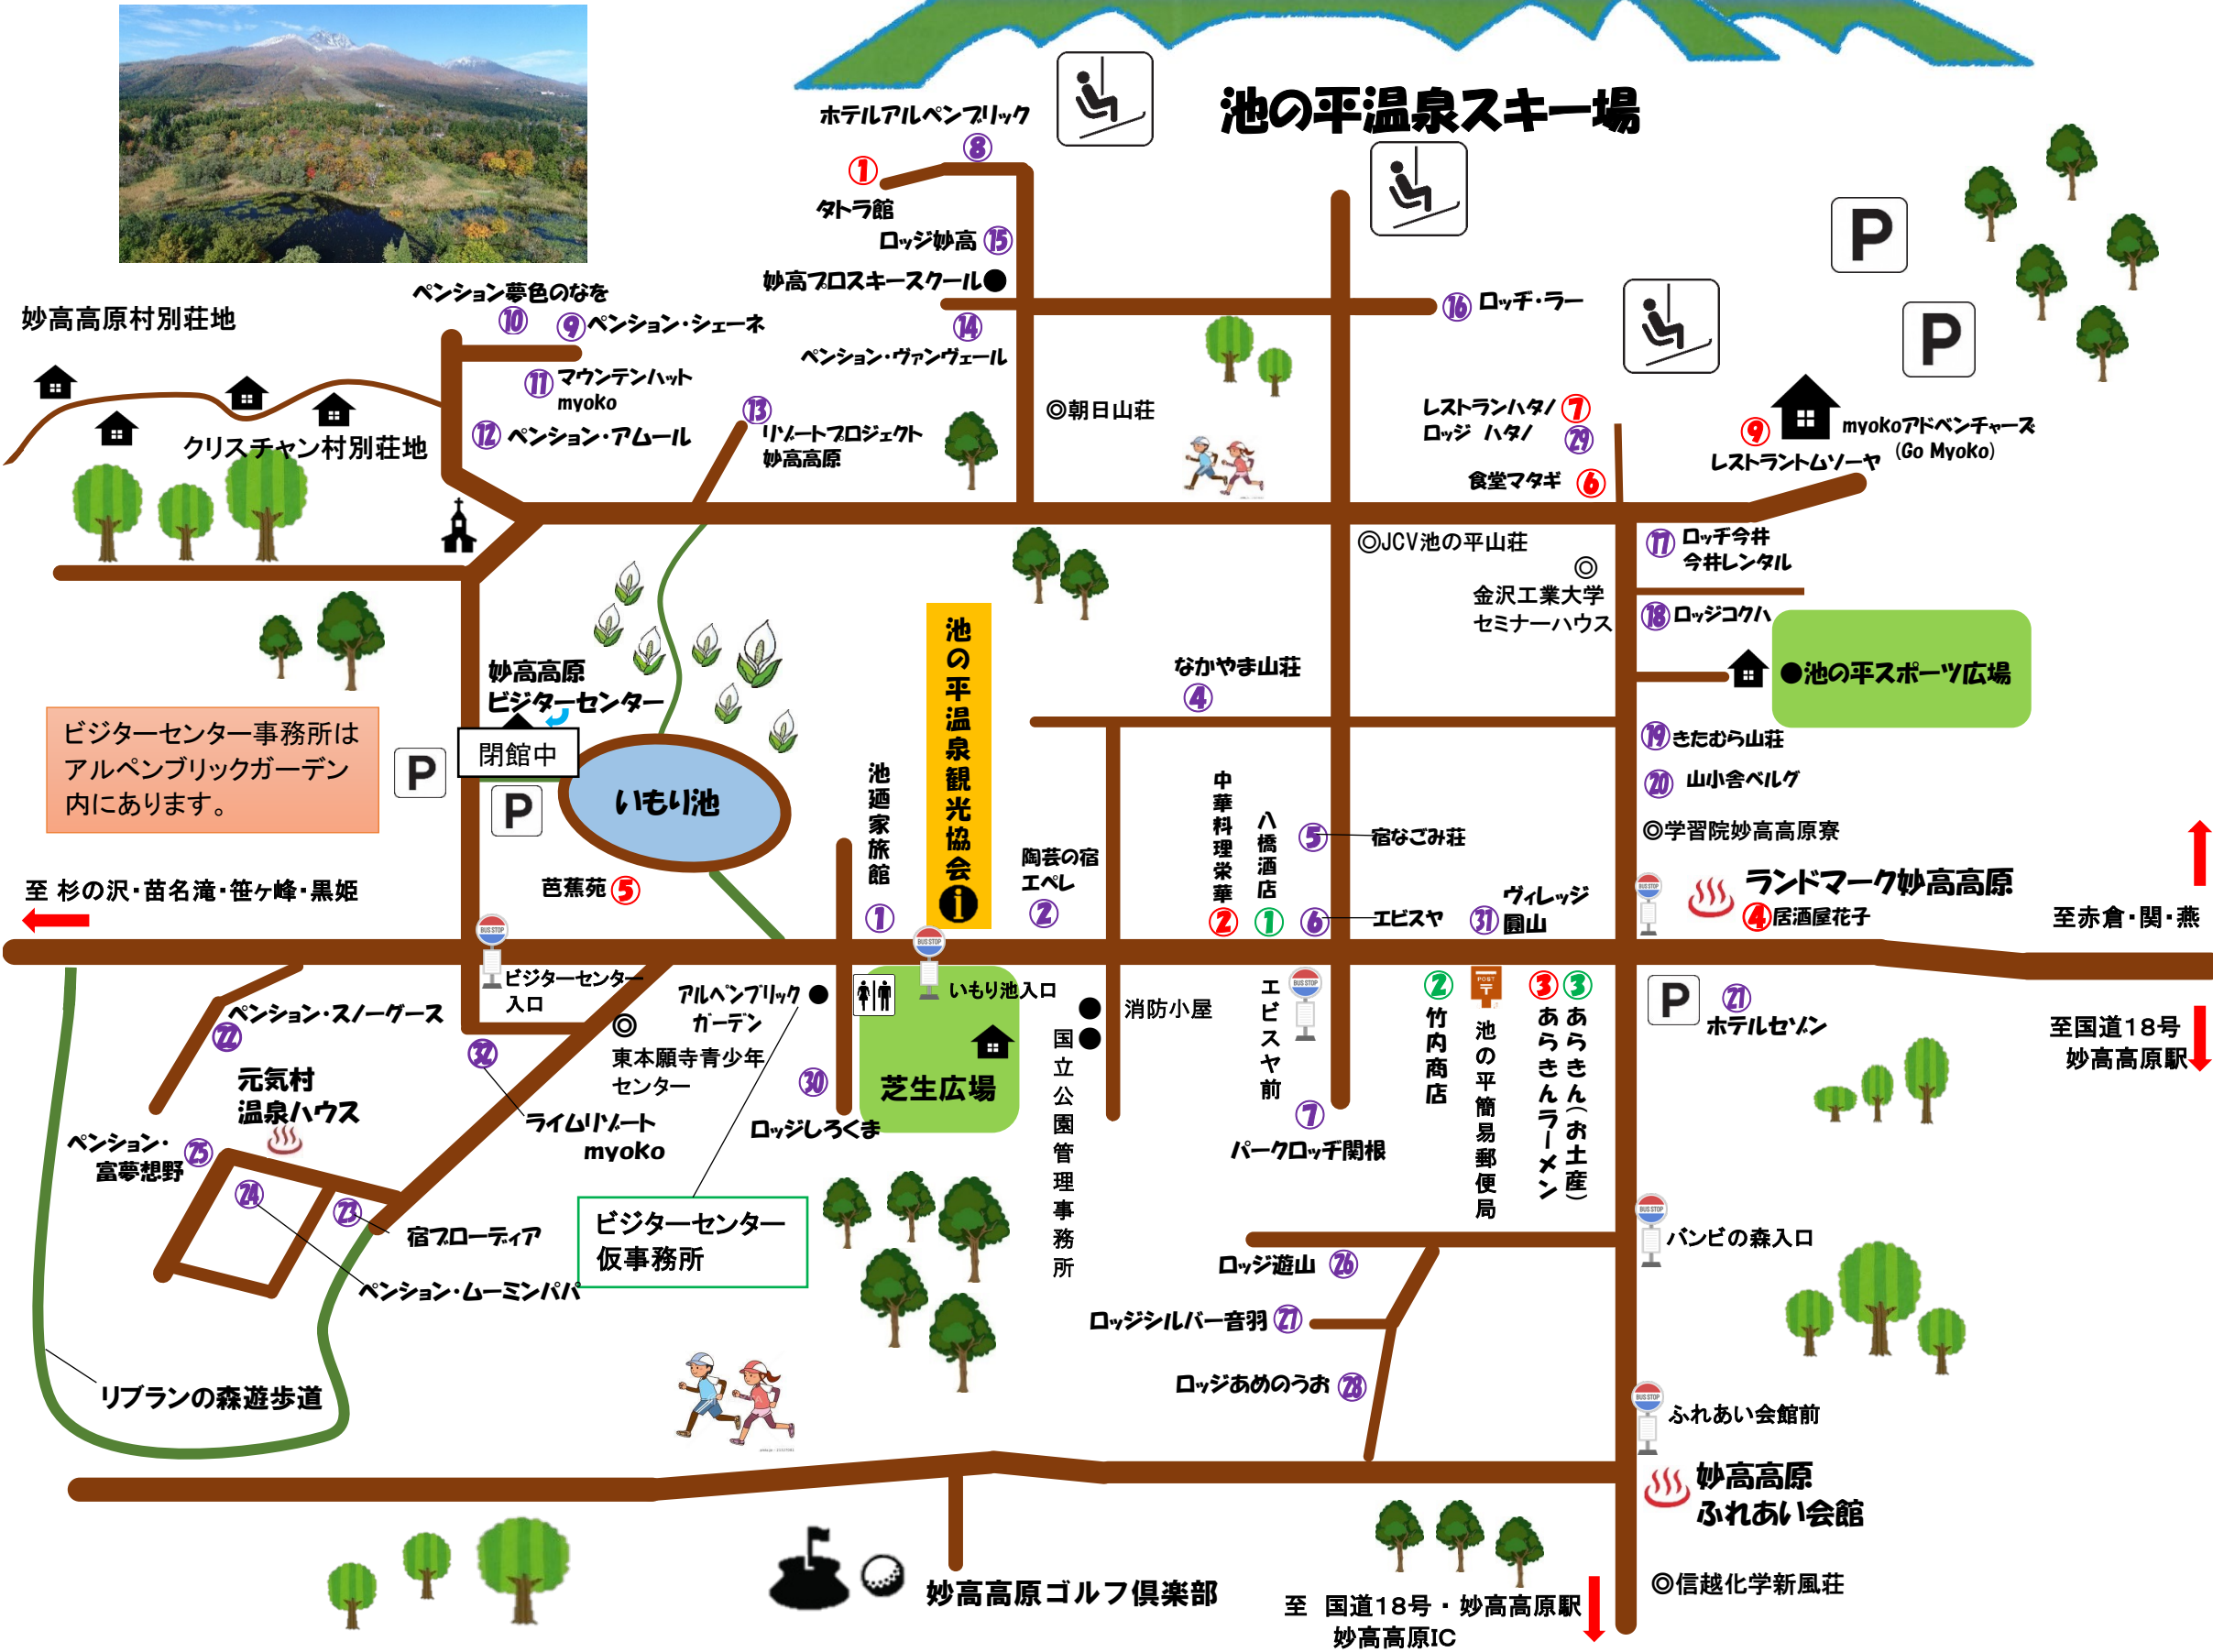 池の平温泉スキー場
ホテルアルペンブリック
⑧
①
タトラ館
ロッジ妙高 ⑮
妙高プロスキースクール●
⑭
ペンション・ヴァンヴェール
⑯ ロッヂ・ラー
P
P
妙高高原村別荘地
クリスチャン村別荘地
ペンション夢色のなを
⑩
⑨ペンション・シェーネ
⑪マウンテンハット
myoko
⑫ ペンション・アムール
⑬
リゾートプロジェクト
妙高高原
◎朝日山荘
レストランハタノ ⑦
ロッジ ハタノ ㉙
食堂マタギ ⑥
⑨
myokoアドベンチャーズ
(Go Myoko)
レストラントムソーヤ
◎JCV池の平山荘
◎
金沢工業大学
セミナーハウス
⑰ ロッヂ今井
今井レンタル
⑱ロッジコクハ
●池の平スポーツ広場
⑲きたむら山荘
⑳ 山小舎ベルグ
◎学習院妙高高原寮
BUS STOP
ランドマーク妙高高原
④居酒屋花子
至赤倉・関・燕
妙高高原
ビジターセンター
閉館中
P
P
ビジターセンター事務所は
アルペンブリックガーデン
内にあります。
いもり池
芭蕉苑⑤
至 杉の沢・苗名滝・笹ヶ峰・黒姫
池廼家旅館
①
池の平温泉観光協会
i
陶芸の宿
エペレ
②
なかやま山荘
④
中華料理栄華
②
八橋酒店
①
⑤ 宿なごみ荘
⑥ エビスヤ
㉛ ヴィレッジ
圓山
BUS STOP
ビジターセンター
入口
BUS STOP
いもり池入口
アルペンブリック ●
ガーデン
◎
東本願寺青少年
センター
芝生広場
㉚
ロッジしろくま
● 消防小屋
●
国立公園管理事務所
BUS STOP
エビスヤ前
⑦
パークロッヂ関根
②
竹内商店
POST
池の平簡易郵便局
③
あらきんラーメン
③
あらきん(お土産)
P
㉑
ホテルセゾン
至国道18号
妙高高原駅
ペンション・スノーグース
㉒
㉜
ライムリゾート
myoko
元気村
温泉ハウス
ペンション・
富夢想野
㉕
㉔
㉓
宿ブローディア
ペンション・ムーミンパパ
ビジターセンター
仮事務所
リブランの森遊歩道
ロッジ遊山 ㉖
ロッジシルバー音羽 ㉗
ロッジあめのうお ㉘
BUS STOP
バンビの森入口
BUS STOP
ふれあい会館前
妙高高原
ふれあい会館
◎信越化学新風荘
妙高高原ゴルフ倶楽部
至 国道18号・妙高高原駅
妙高高原IC